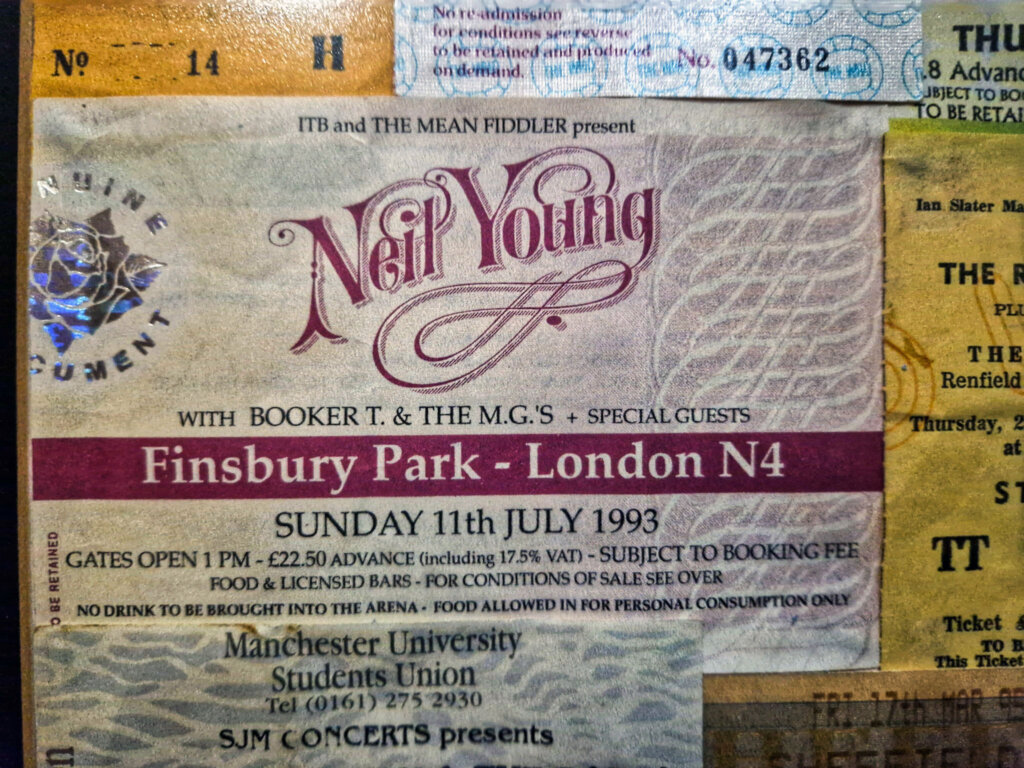 Nº 14 H
No re-admission
for conditions see reverse
to be retained and produced
on demand.
No. 047362
THU
.8 Advanc
UBJECT TO BO
TO BE RETAI
ITB and THE MEAN FIDDLER present
NUINE
CUMENT
Neil Young
WITH BOOKER T. & THE M.G.'S + SPECIAL GUESTS
Finsbury Park - London N4
SUNDAY 11th JULY 1993
GATES OPEN 1 PM - £22.50 ADVANCE (including 17.5% VAT) - SUBJECT TO BOOKING FEE
FOOD & LICENSED BARS - FOR CONDITIONS OF SALE SEE OVER
NO DRINK TO BE BROUGHT INTO THE ARENA - FOOD ALLOWED IN FOR PERSONAL CONSUMPTION ONLY
O BE RETAINED
Ian Slater Ma
THE R
PLU
THE
Renfield
Thursday, 2
at
ST
TT
Ticket &
TO B
This Ticket
Manchester University
Students Union
Tel (0161) 275 2930
SJM CONCERTS presents
FRI 17th MAR 95
SHEFFIELD